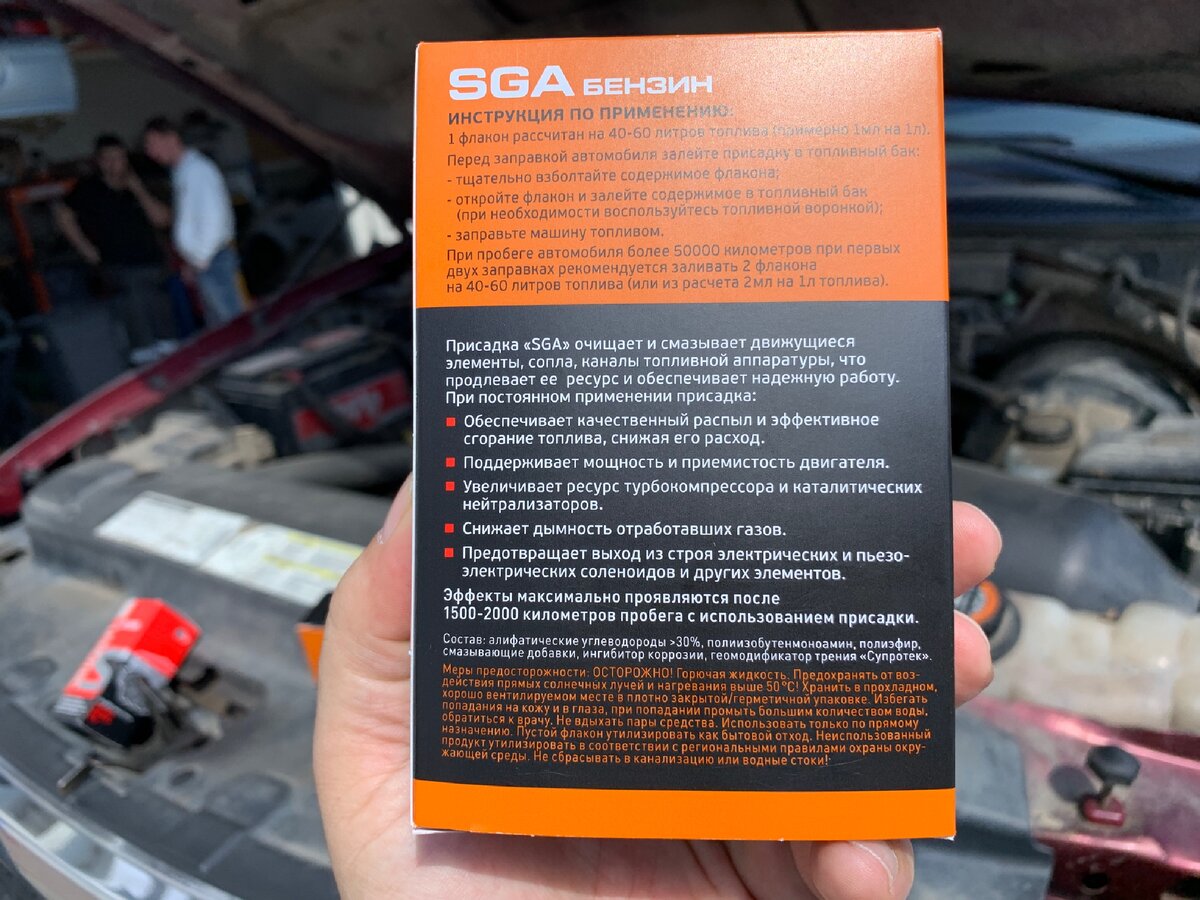 SGA БЕНЗИН
ИНСТРУКЦИЯ ПО ПРИМЕНЕНИЮ:
1 флакон рассчитан на 40-60 литров топлива (примерно 1мл на 1л).
Перед заправкой автомобиля залейте присадку в топливный бак:
- тщательно взболтайте содержимое флакона;
- откройте флакон и залейте содержимое в топливный бак
(при необходимости воспользуйтесь топливной воронкой);
- заправьте машину топливом.
При пробеге автомобиля более 50000 километров при первых
двух заправках рекомендуется заливать 2 флакона
на 40-60 литров топлива (или из расчета 2мл на 1л топлива).
Присадка «SGA» очищает и смазывает движущиеся
элементы, сопла, каналы топливной аппаратуры, что
продлевает ее ресурс и обеспечивает надежную работу.
При постоянном применении присадка:
Обеспечивает качественный распыл и эффективное
сгорание топлива, снижая его расход.
Поддерживает мощность и приемистость двигателя.
Увеличивает ресурс турбокомпрессора и каталитических
нейтрализаторов.
Снижает дымность отработавших газов.
Предотвращает выход из строя электрических и пьезо-
электрических соленоидов и других элементов.
Эффекты максимально проявляются после
1500-2000 километров пробега с использованием присадки.
Состав: алифатические углеводороды >30%, полиизобутенмоноамин, полиэфир,
смазывающие добавки, ингибитор коррозии, геомодификатор трения «Супротек».
Меры предосторожности: ОСТОРОЖНО! Горючая жидкость. Предохранять от воз-
действия прямых солнечных лучей и нагревания выше 50°С! Хранить в прохладном,
хорошо вентилируемом месте в плотно закрытой/герметичной упаковке. Избегать
попадания на кожу и в глаза, при попадании промыть большим количеством воды,
обратиться к врачу. Не вдыхать пары средства. Использовать только по прямому
назначению. Пустой флакон утилизировать как бытовой отход. Неиспользованный
продукт утилизировать в соответствии с региональными правилами охраны окру-
жающей среды. Не сбрасывать в канализацию или водные стоки!